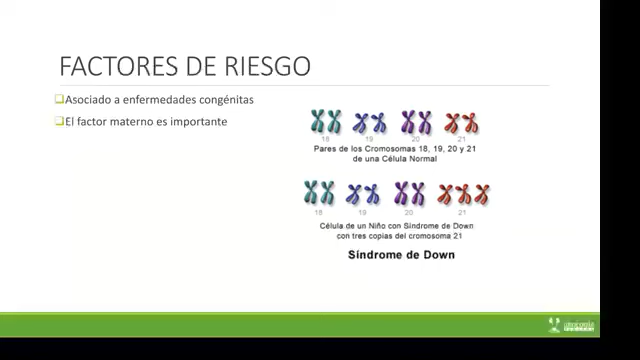 FACTORES DE RIESGO
Asociado a enfermedades congénitas
El factor materno es importante
18 19 20 21
Pares de los Cromosomas 18, 19, 20 y 21
de una Célula Normal
18 19 20 21
Célula de un Niño con Síndrome de Down
con tres copias del cromosoma 21
Síndrome de Down